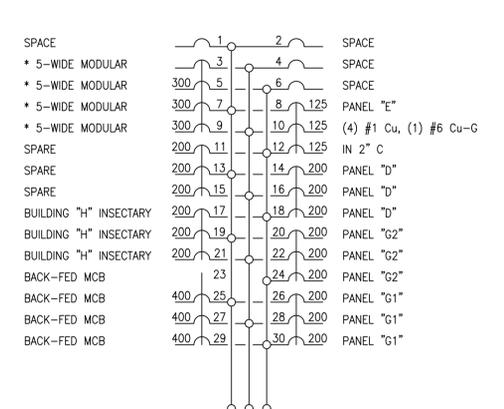 SPACE 1 2 SPACE
* 5-WIDE MODULAR 3 4 SPACE
* 5-WIDE MODULAR 300 5 6 SPACE
* 5-WIDE MODULAR 300 7 8 125 PANEL "E"
* 5-WIDE MODULAR 300 9 10 125 (4) #1 Cu, (1) #6 Cu-G
SPARE 200 11 12 125 IN 2" C
SPARE 200 13 14 200 PANEL "D"
SPARE 200 15 16 200 PANEL "D"
BUILDING "H" INSECTARY 200 17 18 200 PANEL "D"
BUILDING "H" INSECTARY 200 19 20 200 PANEL "G2"
BUILDING "H" INSECTARY 200 21 22 200 PANEL "G2"
BACK-FED MCB 23 24 200 PANEL "G2"
BACK-FED MCB 400 25 26 200 PANEL "G1"
BACK-FED MCB 400 27 28 200 PANEL "G1"
BACK-FED MCB 400 29 30 200 PANEL "G1"